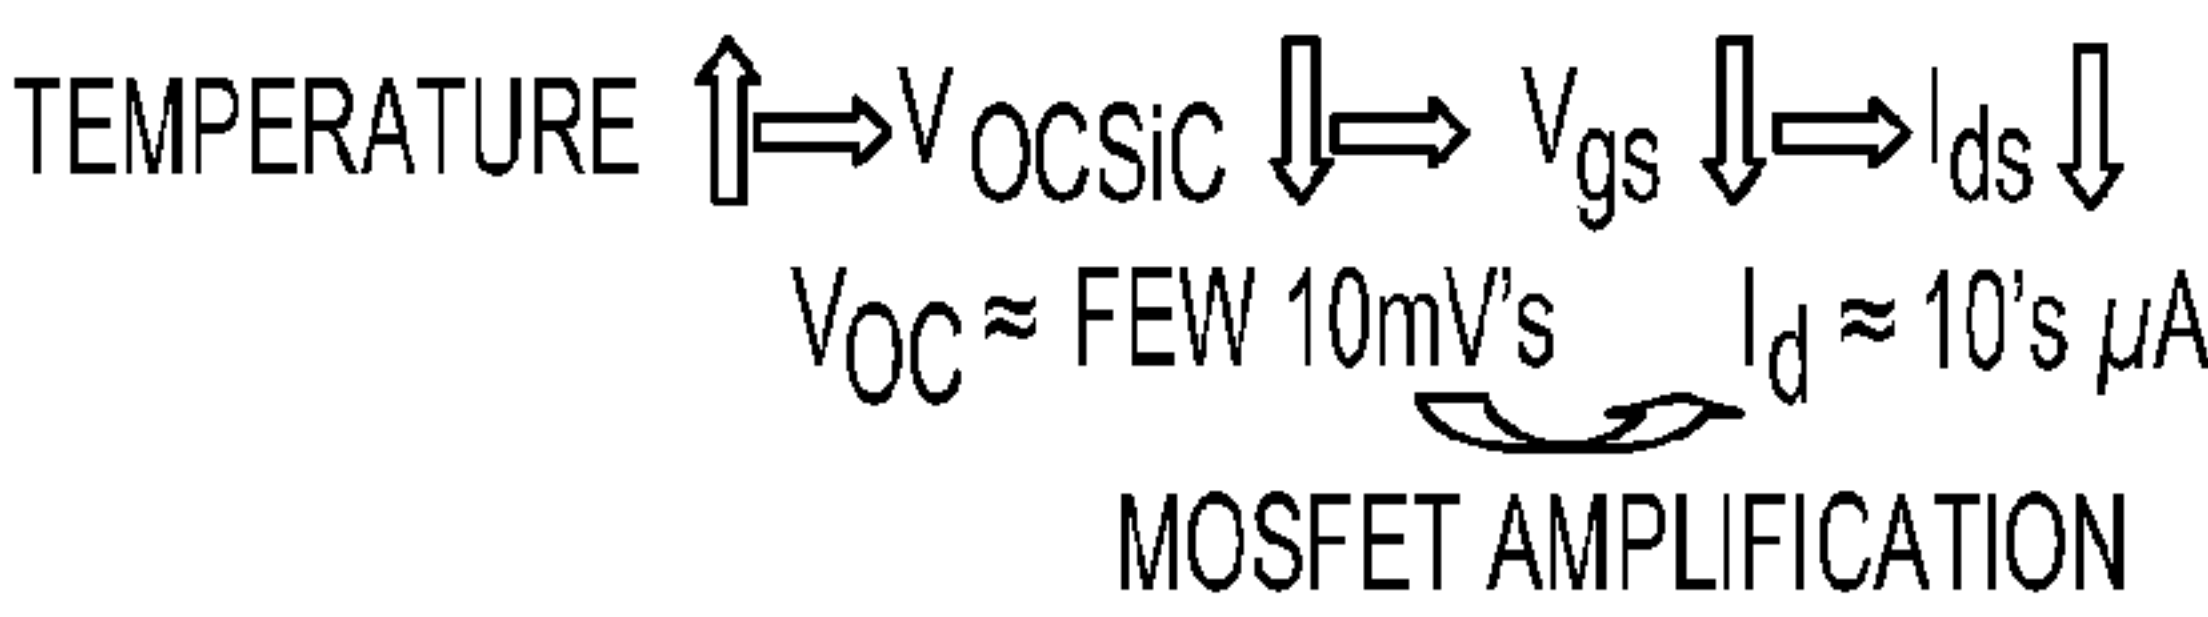 TEMPERATURE ⇧ ⇨ V OCSiC ⇩ ⇨ Vgs ⇩ ⇨ Ids ⇩
VOC ≈ FEW 10mV's Id ≈ 10's μA
MOSFET AMPLIFICATION